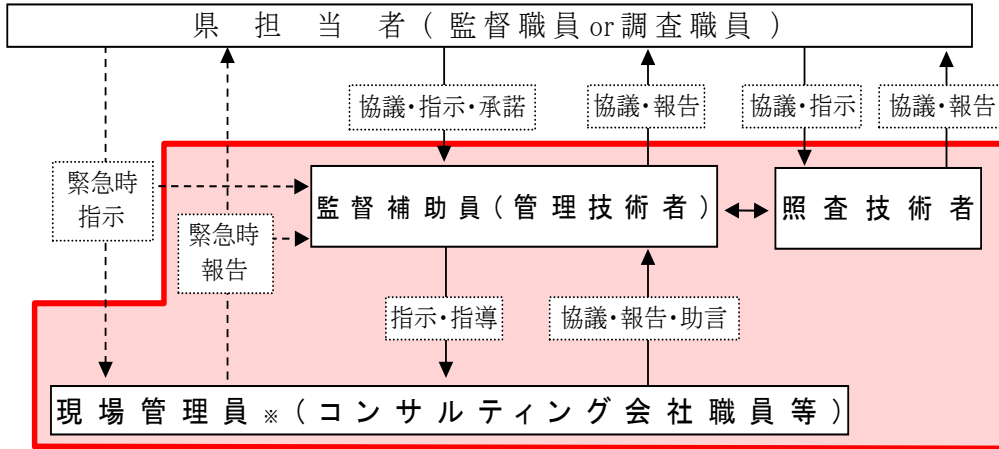 県担当者(監督職員or調査職員)
協議・指示・承諾
協議・報告
協議・指示
協議・報告
緊急時
指示
監督補助員(管理技術者)
照査技術者
緊急時
報告
指示・指導
協議・報告・助言
現場管理員※(コンサルティング会社職員等)